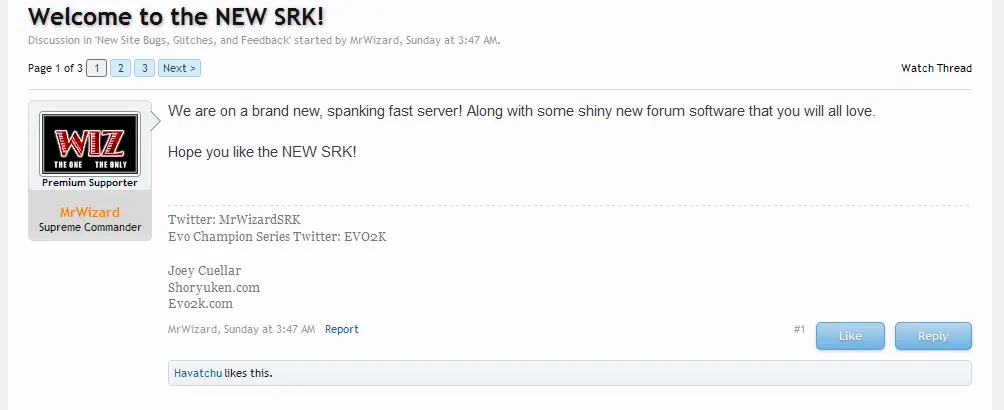 Welcome to the NEW SRK!
Discussion in 'New Site Bugs, Glitches, and Feedback' started by MrWizard, Sunday at 3:47 AM.
Page 1 of 3 1 2 3 Next > Watch Thread
We are on a brand new, spanking fast server! Along with some shiny new forum software that you will all love.
Hope you like the NEW SRK!
WIZ
THE ONE THE ONLY
Premium Supporter
MrWizard
Supreme Commander
Twitter: MrWizardSRK
Evo Champion Series Twitter: EVO2K
Joey Cuellar
Shoryuken.com
Evo2k.com
MrWizard, Sunday at 3:47 AM Report #1 Like Reply
Havatchu likes this.